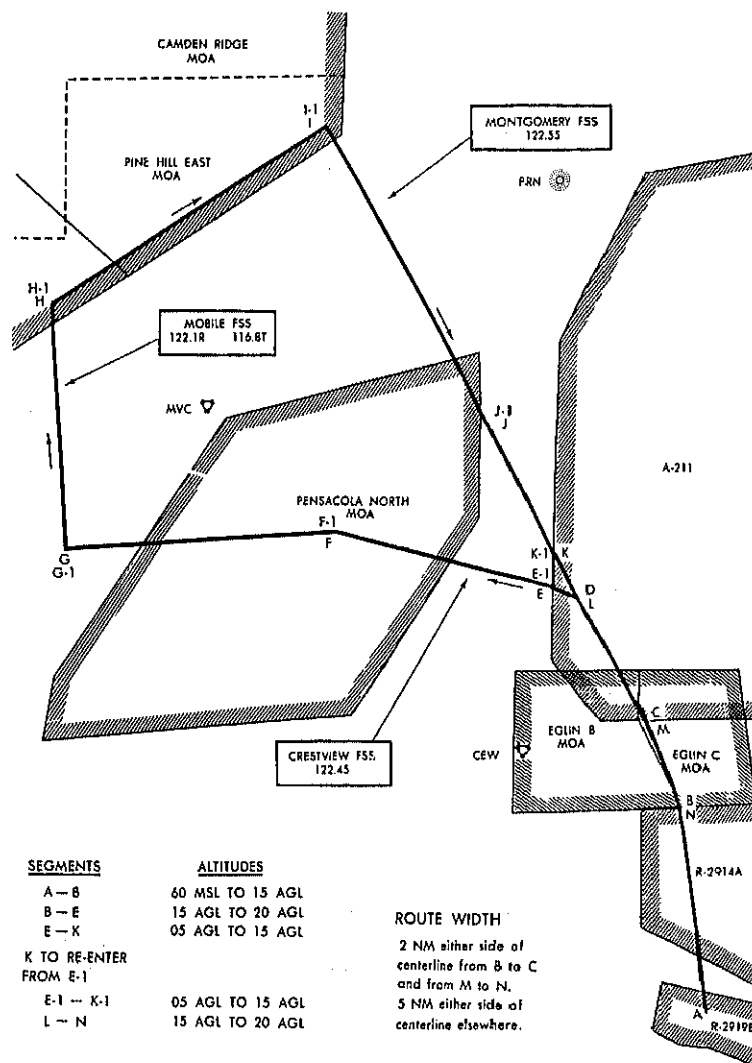 CAMDEN RIDGE
MOA
I-1
I
MONTGOMERY FSS
122.55
PINE HILL EAST
MOA
PRN
H-1
H
MOBILE FSS
122.1R 116.8T
MVC
J-1
J
A-211
PENSACOLA NORTH
MOA
F-1
F
G
G-1
K-1 K
E-1
E
D
L
C
M
EGLIN B
MOA
CRESTVIEW FSS
122.45
CEW
EGLIN C
MOA
B
N
SEGMENTS ALTITUDES
A — B 60 MSL TO 15 AGL
B — E 15 AGL TO 20 AGL
E — K 05 AGL TO 15 AGL
K TO RE-ENTER
FROM E-1
E-1 — K-1 05 AGL TO 15 AGL
L — N 15 AGL TO 20 AGL
ROUTE WIDTH
2 NM either side of
centerline from B to C
and from M to N.
5 NM either side of
centerline elsewhere.
R-2914A
A
R-2919B